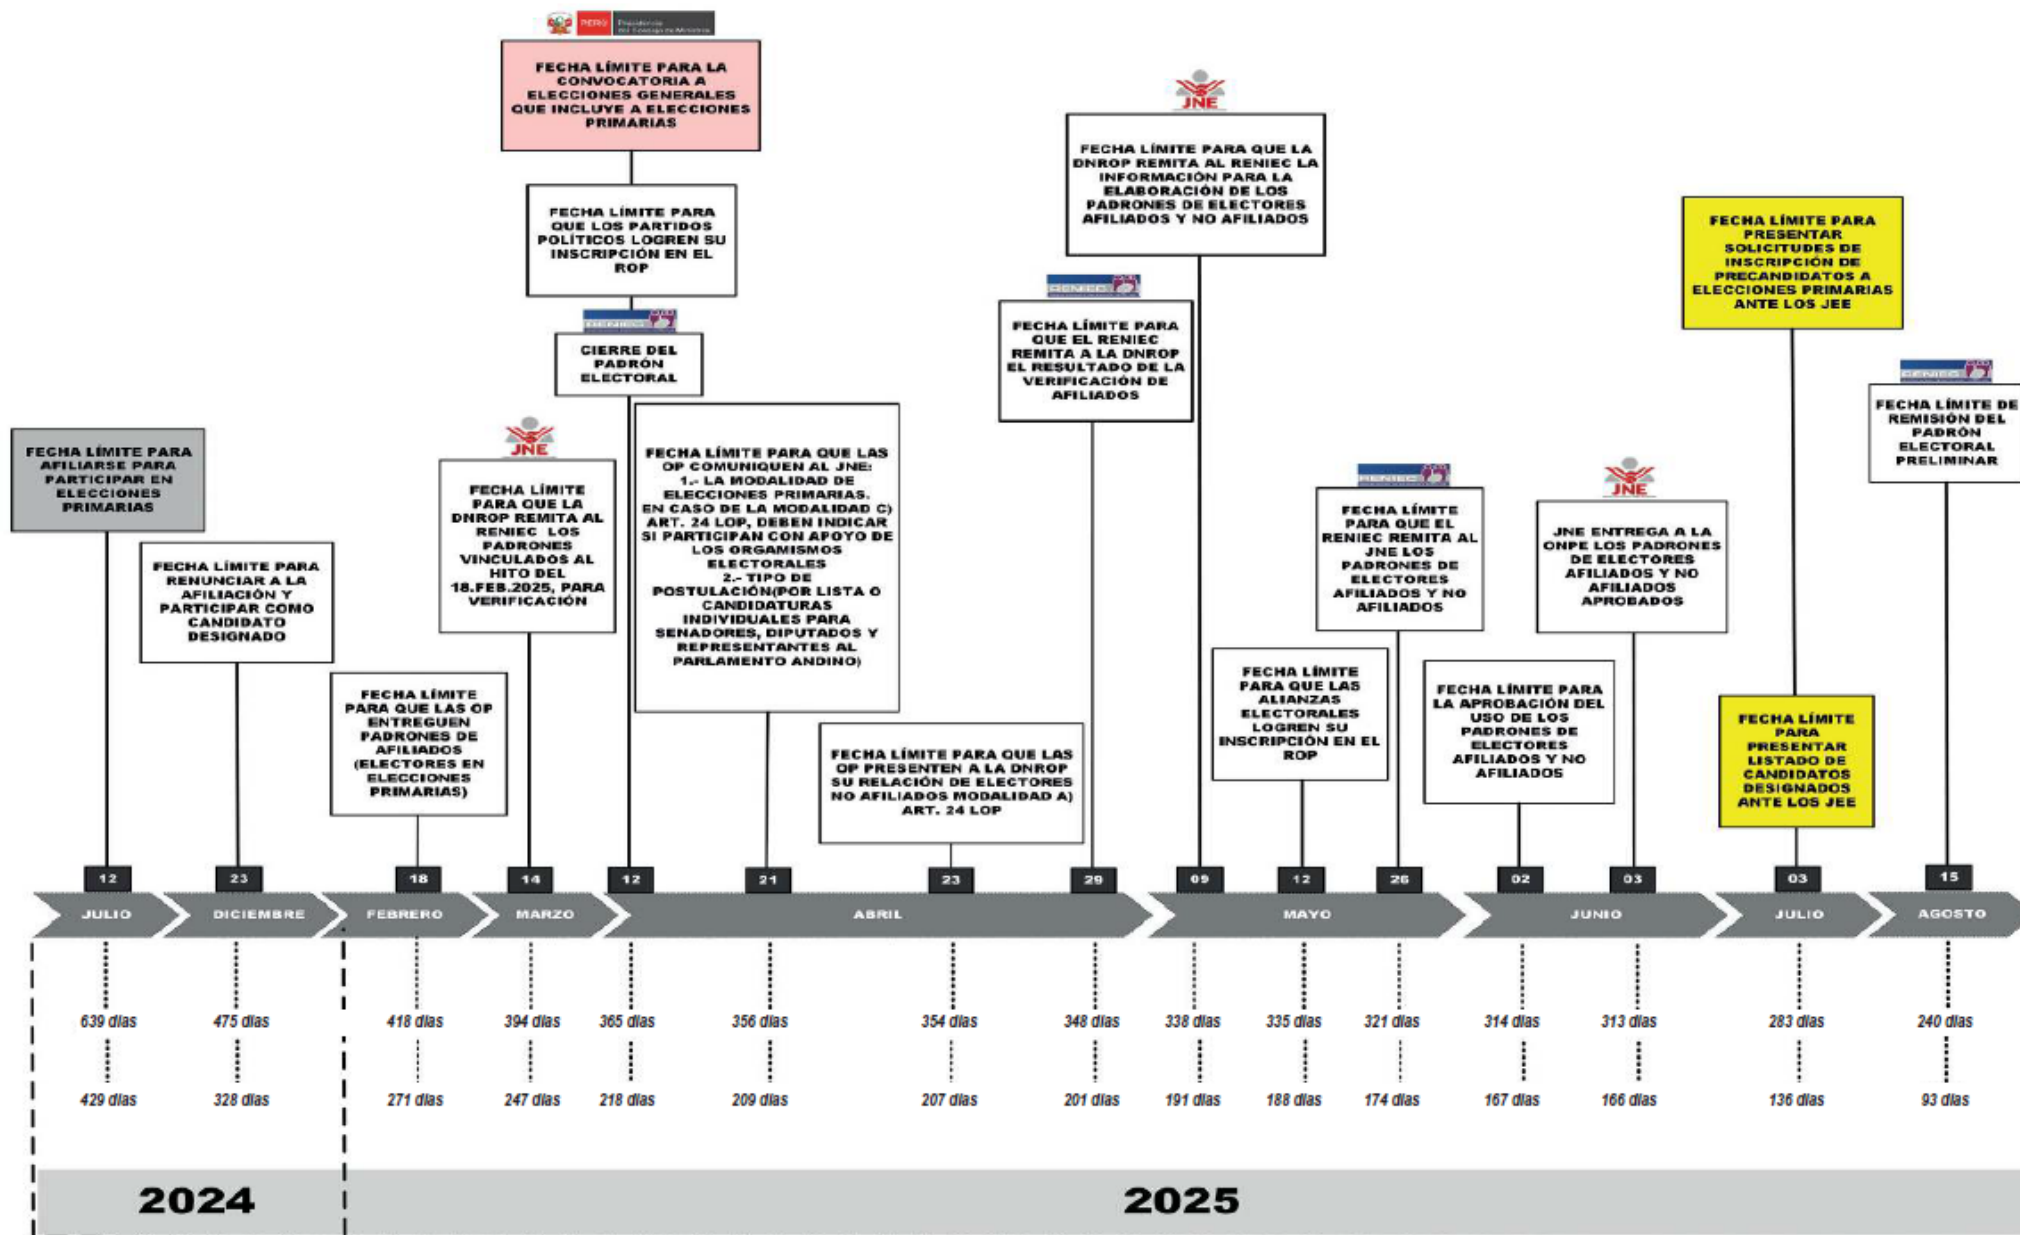 PERÚ
Presidencia
del Consejo de Ministros
FECHA LÍMITE PARA LA
CONVOCATORIA A
ELECCIONES GENERALES
QUE INCLUYE A ELECCIONES
PRIMARIAS
FECHA LÍMITE PARA
QUE LOS PARTIDOS
POLÍTICOS LOGREN SU
INSCRIPCIÓN EN EL
ROP
RENIEC
CIERRE DEL
PADRÓN
ELECTORAL
FECHA LÍMITE PARA
AFILIARSE PARA
PARTICIPAR EN
ELECCIONES
PRIMARIAS
FECHA LÍMITE PARA
RENUNCIAR A LA
AFILIACIÓN Y
PARTICIPAR COMO
CANDIDATO
DESIGNADO
FECHA LÍMITE
PARA QUE LAS OP
ENTREGUEN
PADRONES DE
AFILIADOS
(ELECTORES EN
ELECCIONES
PRIMARIAS)
JNE
FECHA LÍMITE
PARA QUE LA
DNROP REMITA AL
RENIEC LOS
PADRONES
VINCULADOS AL
HITO DEL
18.FEB.2025, PARA
VERIFICACIÓN
FECHA LÍMITE PARA QUE LAS
OP COMUNIQUEN AL JNE:
1.- LA MODALIDAD DE
ELECCIONES PRIMARIAS.
EN CASO DE LA MODALIDAD C)
ART. 24 LOP, DEBEN INDICAR
SI PARTICIPAN CON APOYO DE
LOS ORGAMISMOS
ELECTORALES
2.- TIPO DE
POSTULACIÓN(POR LISTA O
CANDIDATURAS
INDIVIDUALES PARA
SENADORES, DIPUTADOS Y
REPRESENTANTES AL
PARLAMENTO ANDINO)
FECHA LÍMITE PARA QUE LAS
OP PRESENTEN A LA DNROP
SU RELACIÓN DE ELECTORES
NO AFILIADOS MODALIDAD A)
ART. 24 LOP
RENIEC
FECHA LÍMITE PARA
QUE EL RENIEC
REMITA A LA DNROP
EL RESULTADO DE LA
VERIFICACIÓN DE
AFILIADOS
JNE
FECHA LÍMITE PARA QUE LA
DNROP REMITA AL RENIEC LA
INFORMACIÓN PARA LA
ELABORACIÓN DE LOS
PADRONES DE ELECTORES
AFILIADOS Y NO AFILIADOS
FECHA LÍMITE
PARA QUE LAS
ALIANZAS
ELECTORALES
LOGREN SU
INSCRIPCIÓN EN EL
ROP
RENIEC
FECHA LÍMITE
PARA QUE EL
RENIEC REMITA AL
JNE LOS
PADRONES DE
ELECTORES
AFILIADOS Y NO
AFILIADOS
FECHA LÍMITE PARA
LA APROBACIÓN DEL
USO DE LOS
PADRONES DE
ELECTORES
AFILIADOS Y NO
AFILIADOS
JNE
JNE ENTREGA A LA
ONPE LOS PADRONES
DE ELECTORES
AFILIADOS Y NO
AFILIADOS
APROBADOS
FECHA LÍMITE PARA
PRESENTAR
SOLICITUDES DE
INSCRIPCIÓN DE
PRECANDIDATOS A
ELECCIONES PRIMARIAS
ANTE LOS JEE
FECHA LÍMITE
PARA
PRESENTAR
LISTADO DE
CANDIDATOS
DESIGNADOS
ANTE LOS JEE
RENIEC
FECHA LÍMITE DE
REMISIÓN DEL
PADRÓN
ELECTORAL
PRELIMINAR
12 23 18 14 12 21 23 29 09 12 26 02 03 03 15
JULIO DICIEMBRE FEBRERO MARZO ABRIL MAYO JUNIO JULIO AGOSTO
639 días 475 días 418 días 394 días 365 días 356 días 354 días 348 días 338 días 335 días 321 días 314 días 313 días 283 días 240 días
429 días 328 días 271 días 247 días 218 días 209 días 207 días 201 días 191 días 188 días 174 días 167 días 166 días 136 días 93 días
2024 2025